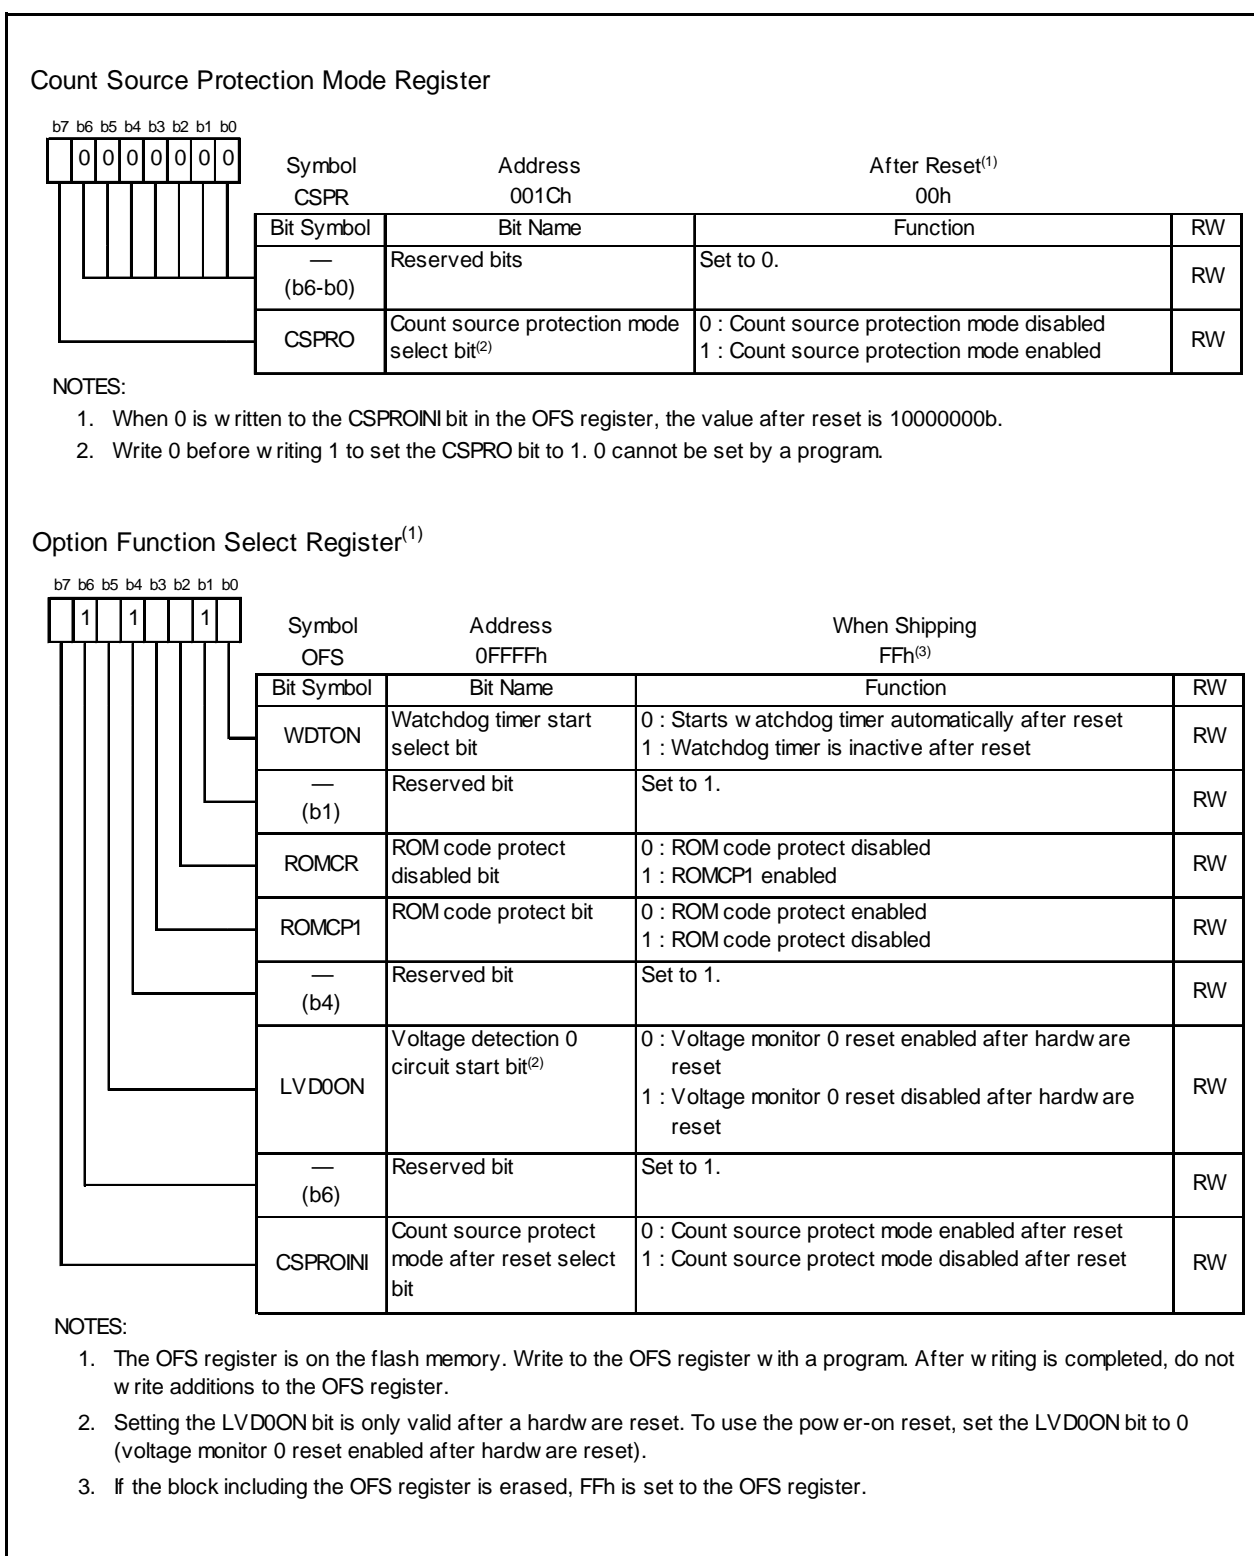 Count Source Protection Mode Register
b7 b6 b5 b4 b3 b2 b1 b0
0 0 0 0 0 0 0
Symbol Address After Reset(1)
CSPR 001Ch 00h
Bit Symbol Bit Name Function RW
— Reserved bits Set to 0. RW
(b6-b0)
CSPRO Count source protection mode 0 : Count source protection mode disabled RW
select bit(2) 1 : Count source protection mode enabled
NOTES:
1. When 0 is written to the CSPROINI bit in the OFS register, the value after reset is 10000000b.
2. Write 0 before writing 1 to set the CSPRO bit to 1. 0 cannot be set by a program.
Option Function Select Register(1)
b7 b6 b5 b4 b3 b2 b1 b0
1 1 1
Symbol Address When Shipping
OFS 0FFFFh FFh(3)
Bit Symbol Bit Name Function RW
WDTON Watchdog timer start 0 : Starts watchdog timer automatically after reset RW
select bit 1 : Watchdog timer is inactive after reset
— Reserved bit Set to 1. RW
(b1)
ROMCR ROM code protect 0 : ROM code protect disabled RW
disabled bit 1 : ROMCP1 enabled
ROMCP1 ROM code protect bit 0 : ROM code protect enabled RW
1 : ROM code protect disabled
— Reserved bit Set to 1. RW
(b4)
LVD0ON Voltage detection 0 0 : Voltage monitor 0 reset enabled after hardware RW
circuit start bit(2) reset
1 : Voltage monitor 0 reset disabled after hardware
reset
— Reserved bit Set to 1. RW
(b6)
CSPROINI Count source protect 0 : Count source protect mode enabled after reset RW
mode after reset select 1 : Count source protect mode disabled after reset
bit
NOTES:
1. The OFS register is on the flash memory. Write to the OFS register with a program. After writing is completed, do not
write additions to the OFS register.
2. Setting the LVD0ON bit is only valid after a hardware reset. To use the power-on reset, set the LVD0ON bit to 0
(voltage monitor 0 reset enabled after hardware reset).
3. If the block including the OFS register is erased, FFh is set to the OFS register.